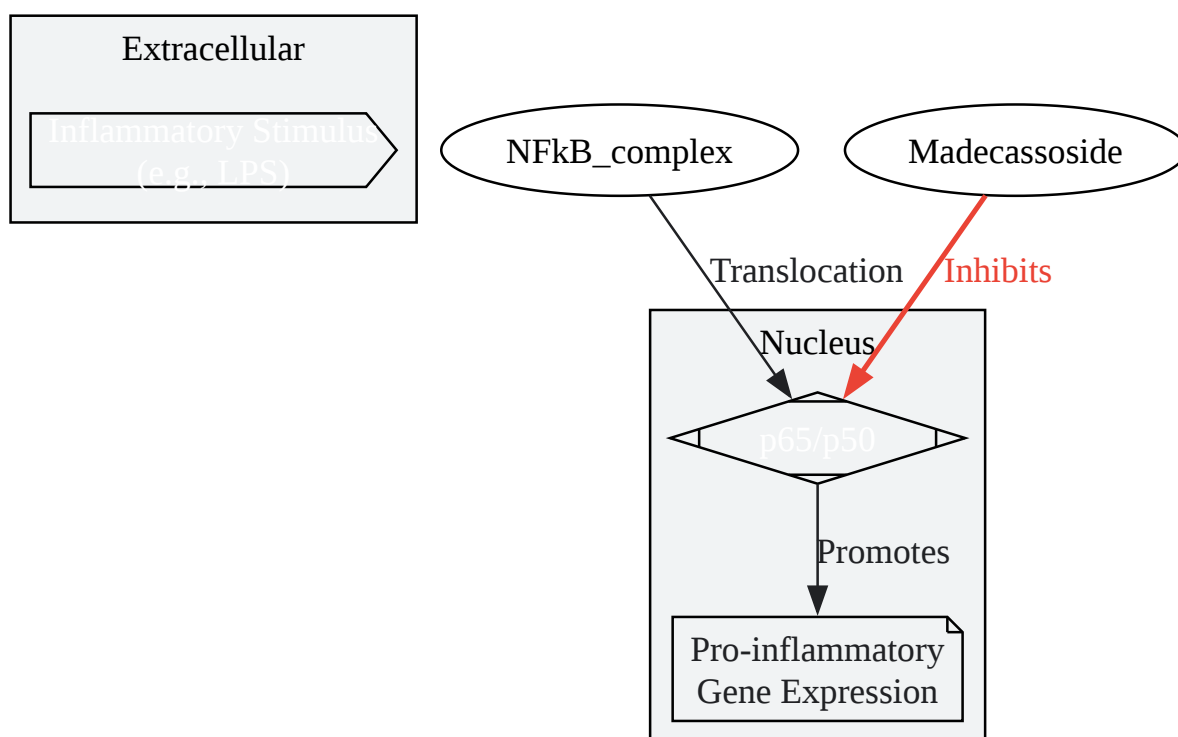 Extracellular
Inflammatory Stimulus
(e.g., LPS)
NFkB_complex
Madecassoside
Translocation
Inhibits
Nucleus
p65/p50
Promotes
Pro-inflammatory
Gene Expression